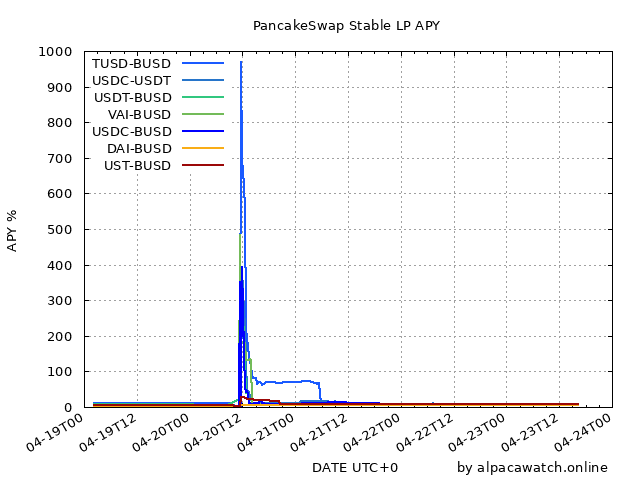 PancakeSwap Stable LP APY
1000
900
800
700
600
500
400
300
200
100
0
APY %
TUSD-BUSD
USDC-USDT
USDT-BUSD
VAI-BUSD
USDC-BUSD
DAI-BUSD
UST-BUSD
04-19T00
04-19T12
04-20T00
04-20T12
04-21T00
04-21T12
04-22T00
04-22T12
04-23T00
04-23T12
04-24T00
DATE UTC+0
by alpacawatch.online